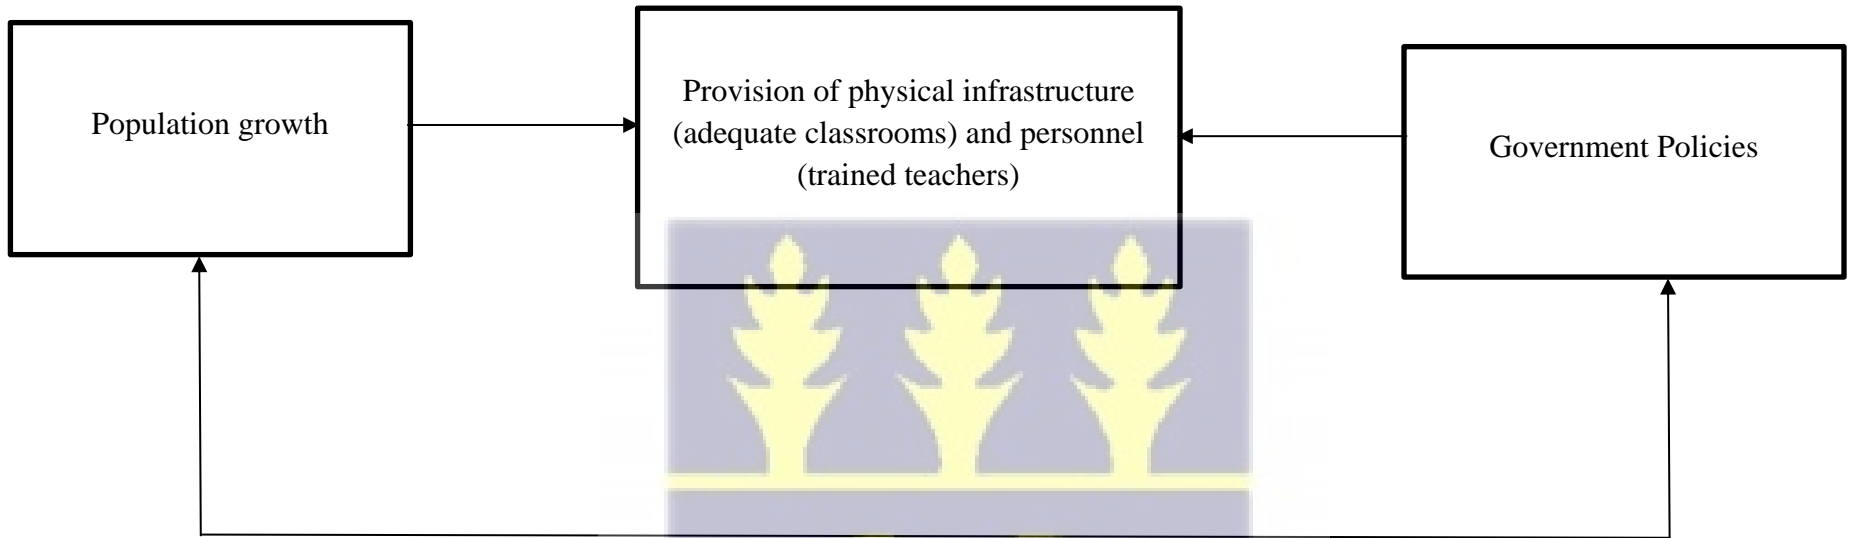 Population growth
Provision of physical infrastructure
(adequate classrooms) and personnel
(trained teachers)
Government Policies